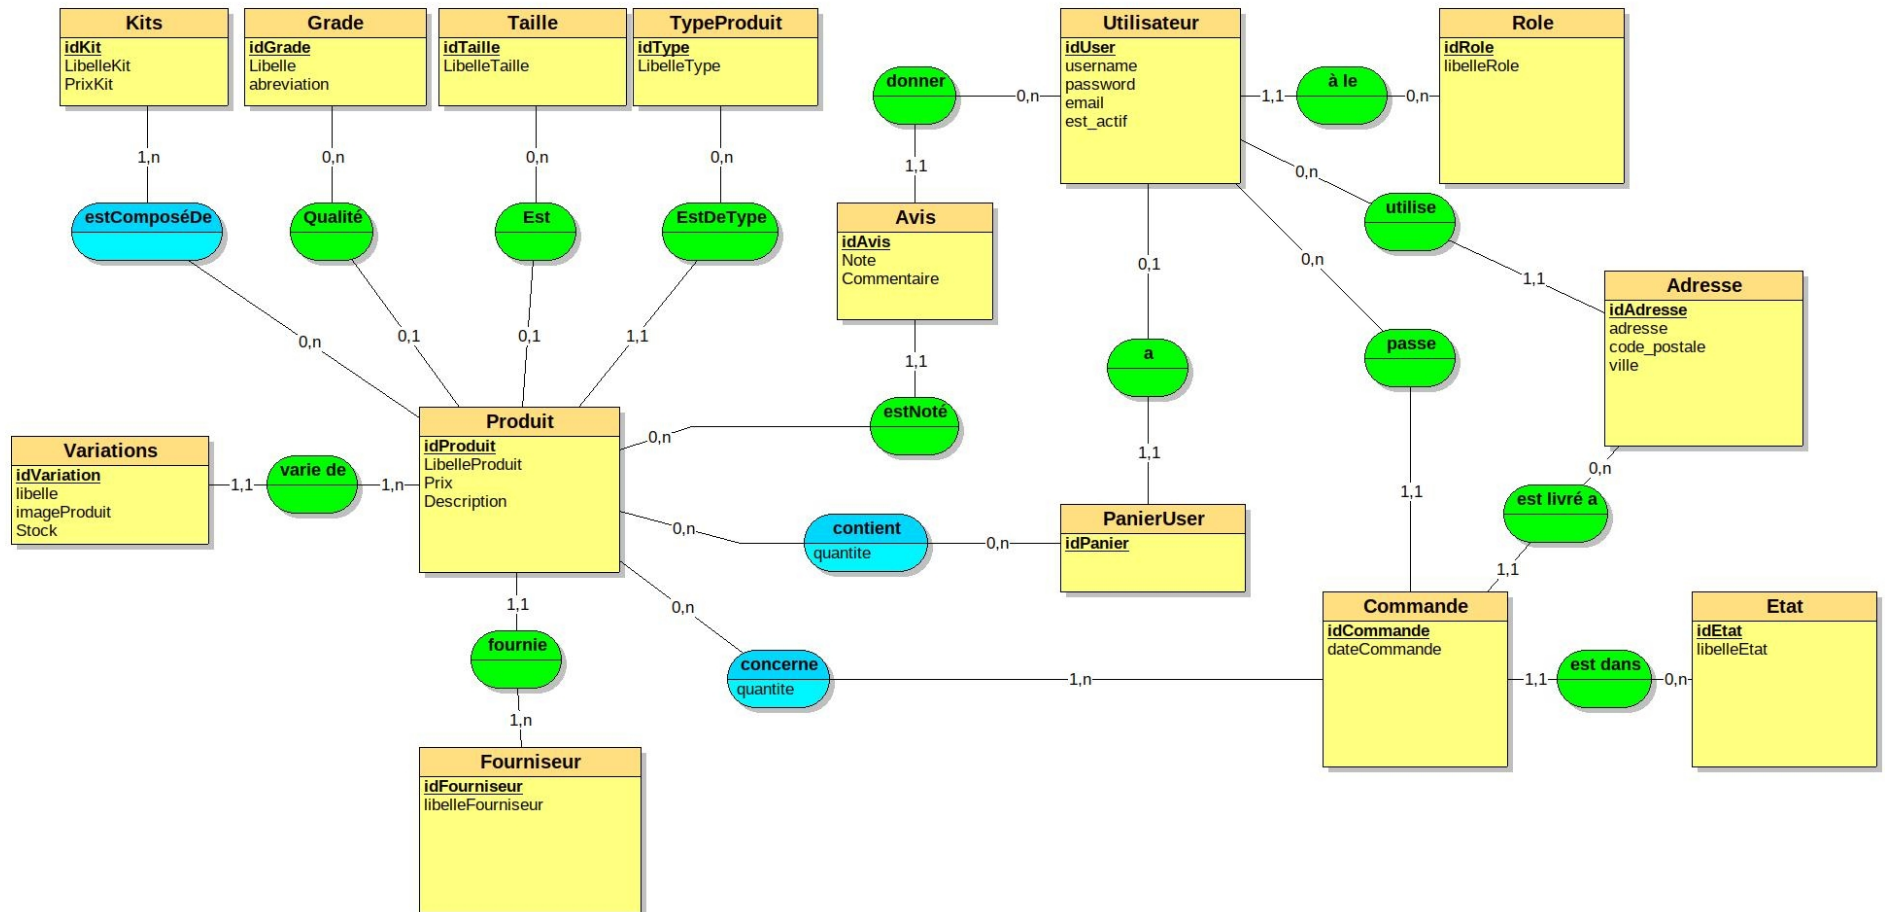 Kits
idKit
LibelleKit
PrixKit
Grade
idGrade
Libelle
abreviation
Taille
idTaille
LibelleTaille
TypeProduit
idType
LibelleType
Utilisateur
idUser
username
password
email
est_actif
Role
idRole
libelleRole
donner
0,n
1,1
à le
0,n
1,n
0,n
0,n
0,n
1,1
0,n
estComposéDe
Qualité
Est
EstDeType
Avis
idAvis
Note
Commentaire
utilise
0,1
0,n
1,1
Adresse
idAdresse
adresse
code_postale
ville
0,n
0,1
0,1
1,1
1,1
a
passe
Produit
idProduit
LibelleProduit
Prix
Description
estNoté
0,n
Variations
idVariation
libelle
imageProduit
Stock
1,1
varie de
1,n
1,1
1,1
0,n
est livré a
1,1
contient
quantite
0,n
0,n
PanierUser
idPanier
1,1
fournie
1,n
0,n
concerne
quantite
1,n
Commande
idCommande
dateCommande
1,1
est dans
0,n
Etat
idEtat
libelleEtat
Fourniseur
idFourniseur
libelleFourniseur